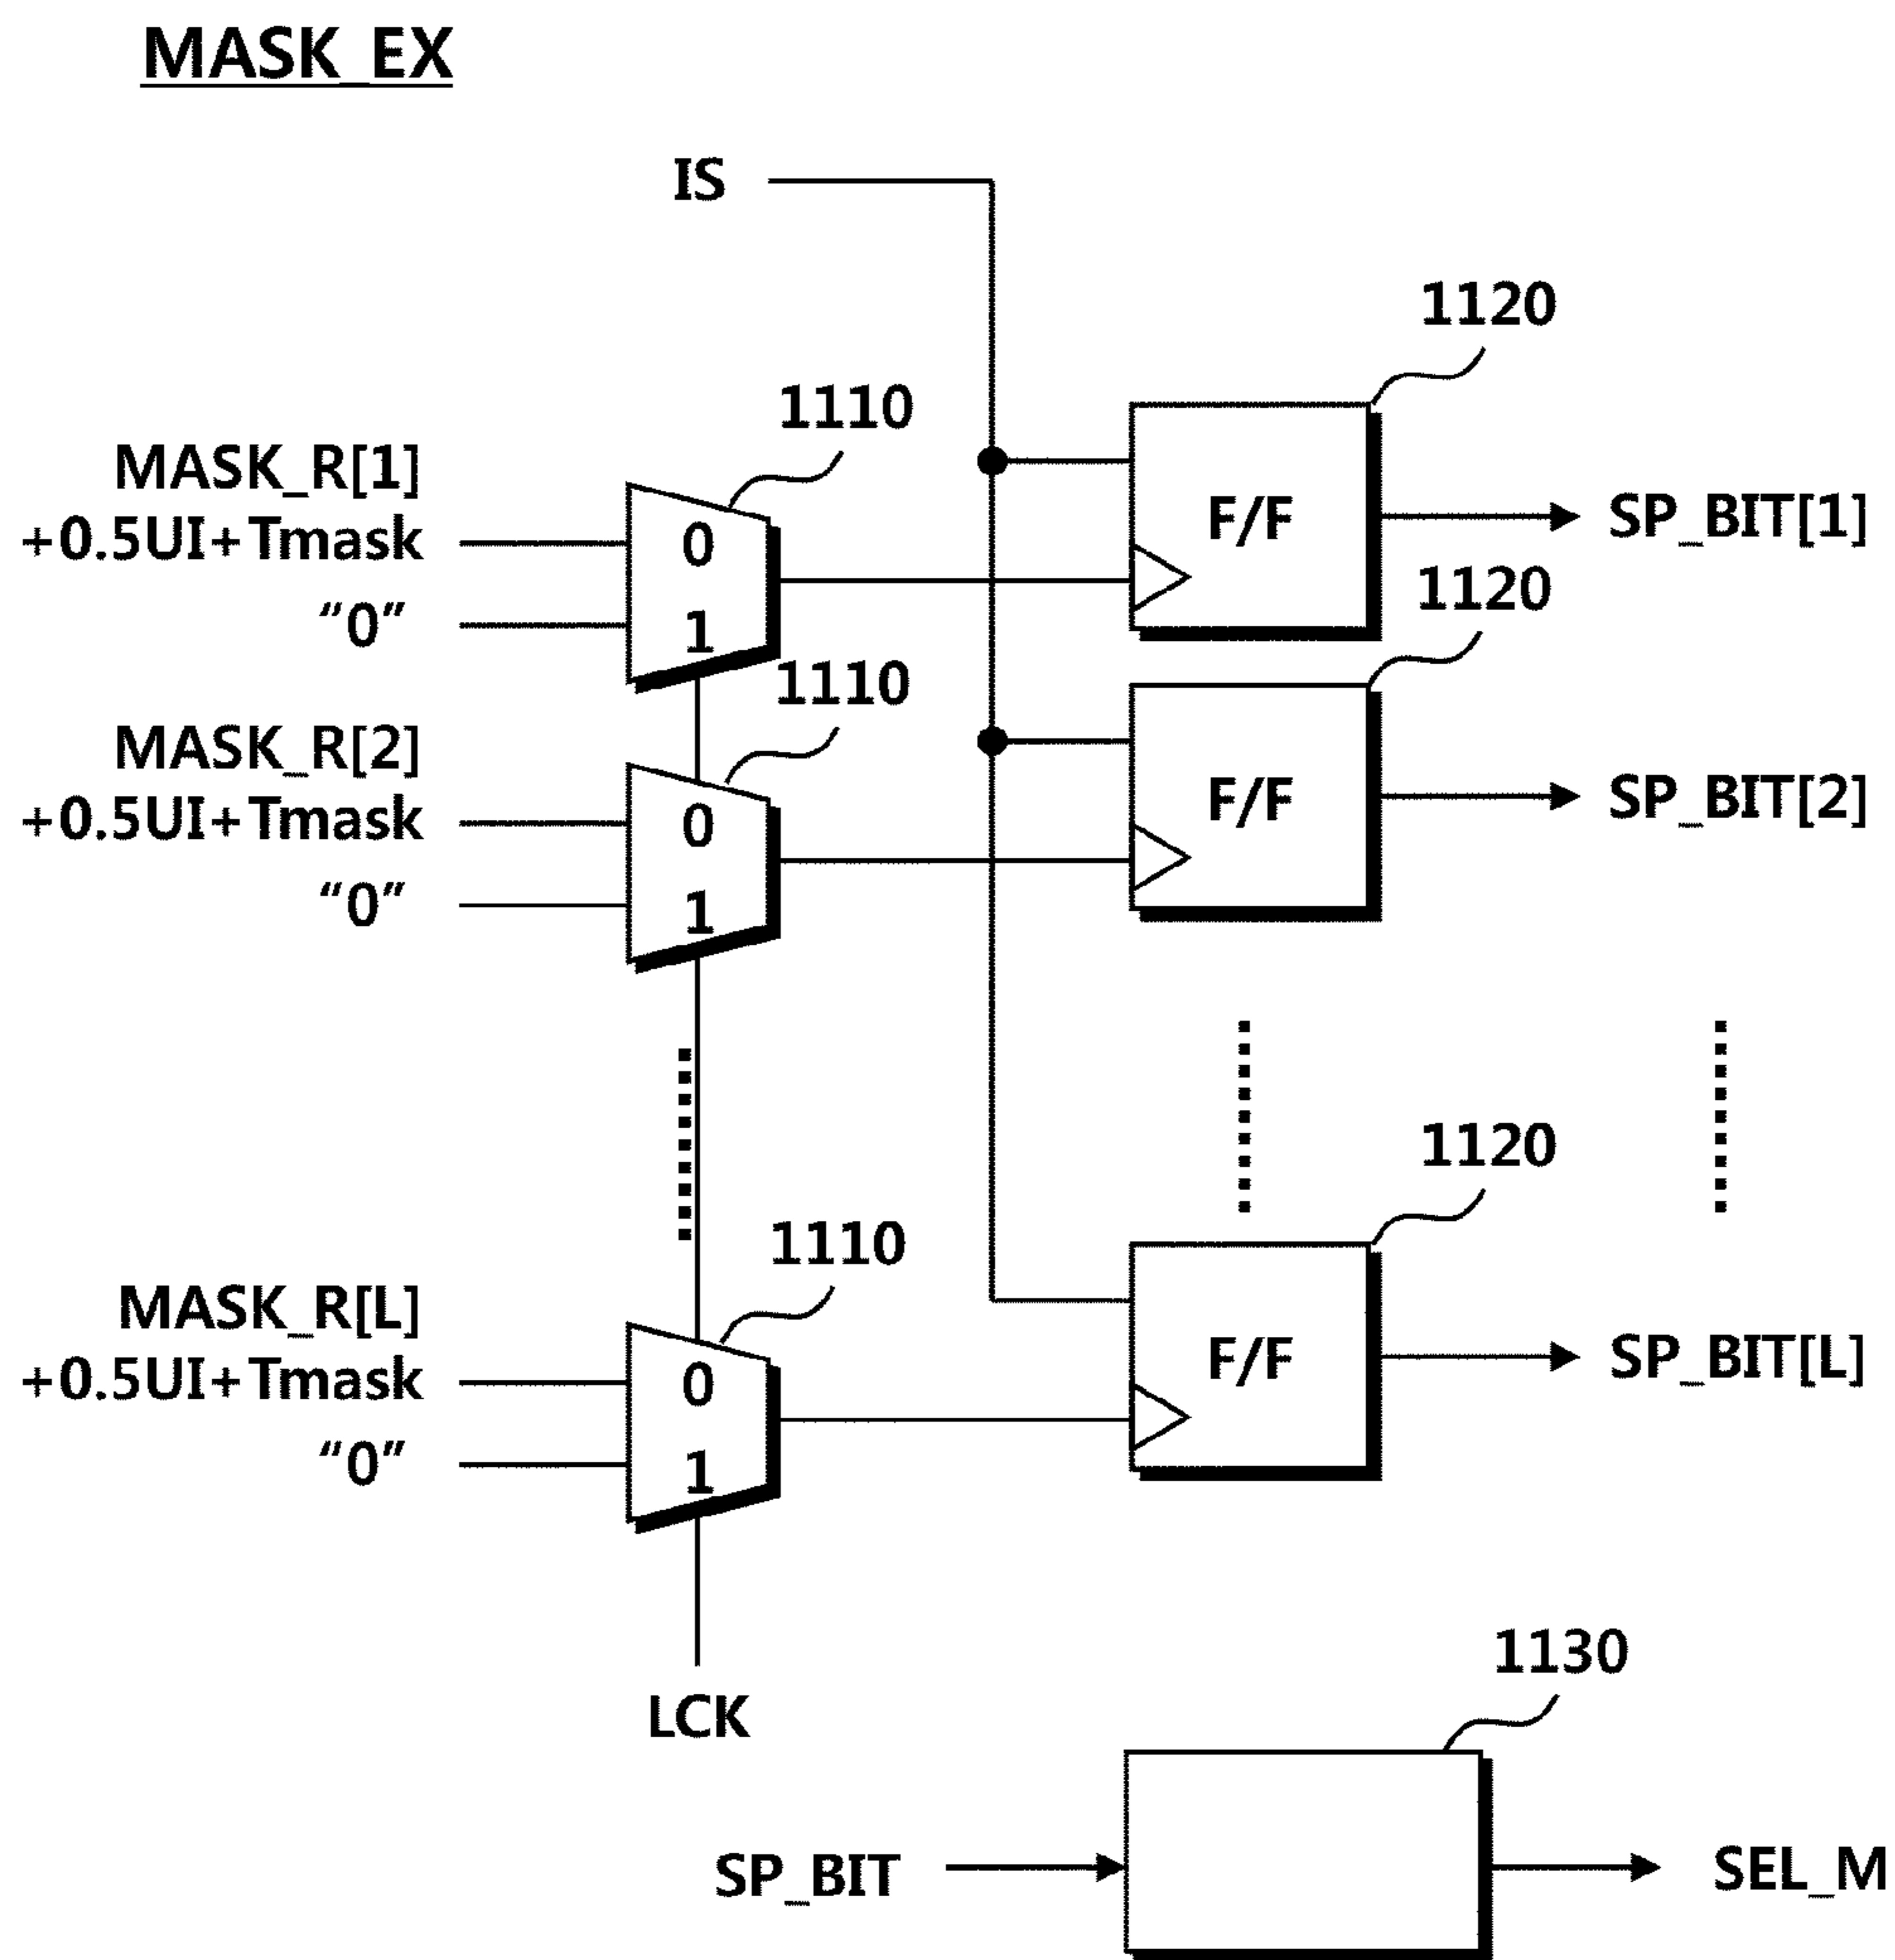 MASK_EX
IS
1120
1110
MASK_R[1]
+0.5UI+Tmask
0
F/F
SP_BIT[1]
“0”
1
1120
1110
MASK_R[2]
+0.5UI+Tmask
0
F/F
SP_BIT[2]
“0”
1
1120
1110
MASK_R[L]
+0.5UI+Tmask
0
F/F
SP_BIT[L]
“0”
1
LCK
1130
SP_BIT
SEL_M